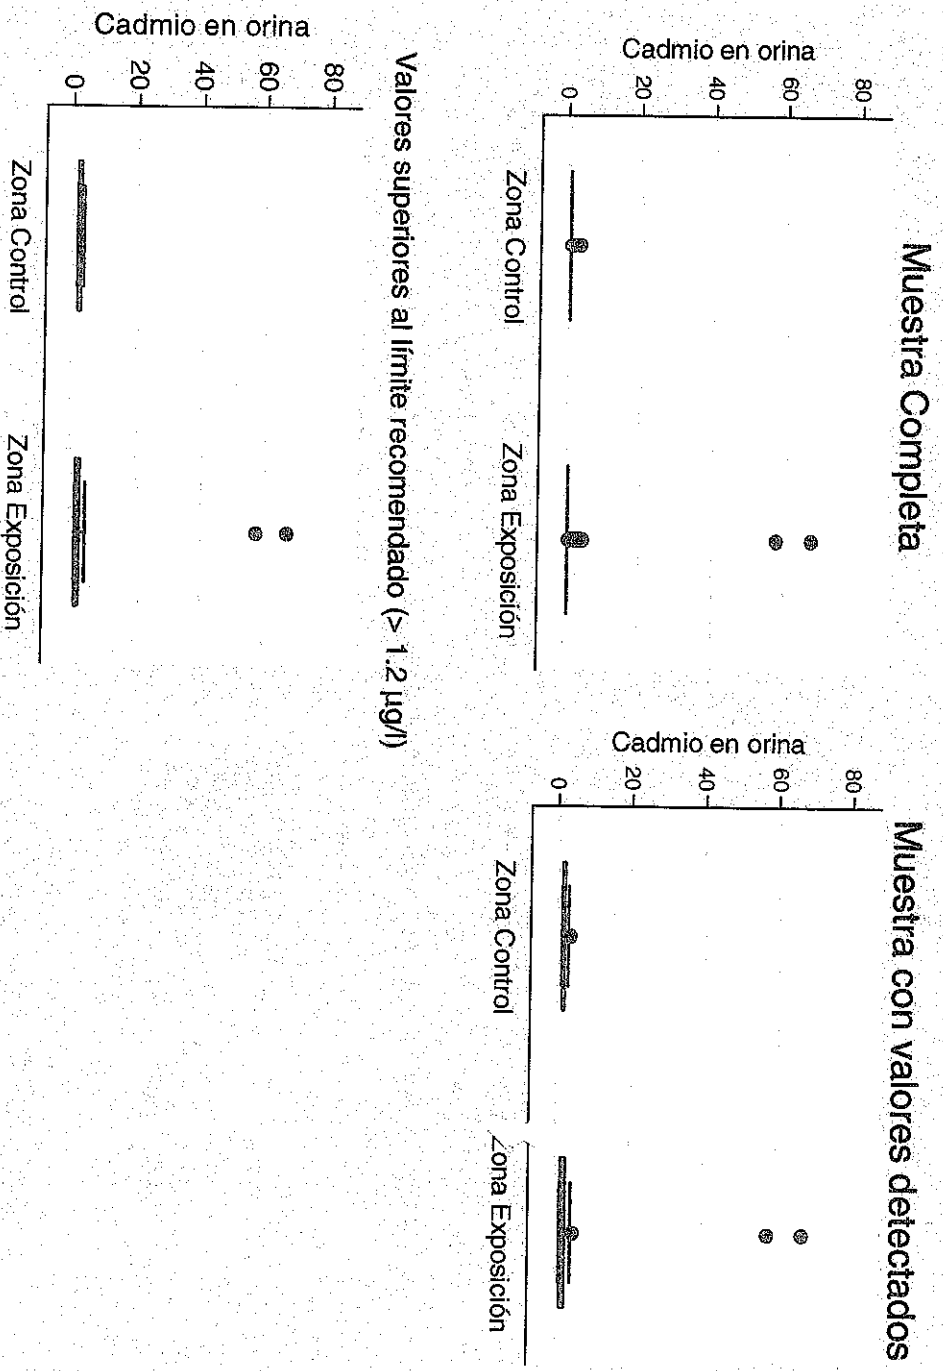 Muestra Completa
Cadmio en orina
80
60
40
20
0
Zona Control
Zona Exposición
Muestra con valores detectados
Cadmio en orina
80
60
40
20
0
Zona Control
Zona Exposición
Valores superiores al límite recomendado (> 1.2 µg/l)
Cadmio en orina
80
60
40
20
0
Zona Control
Zona Exposición